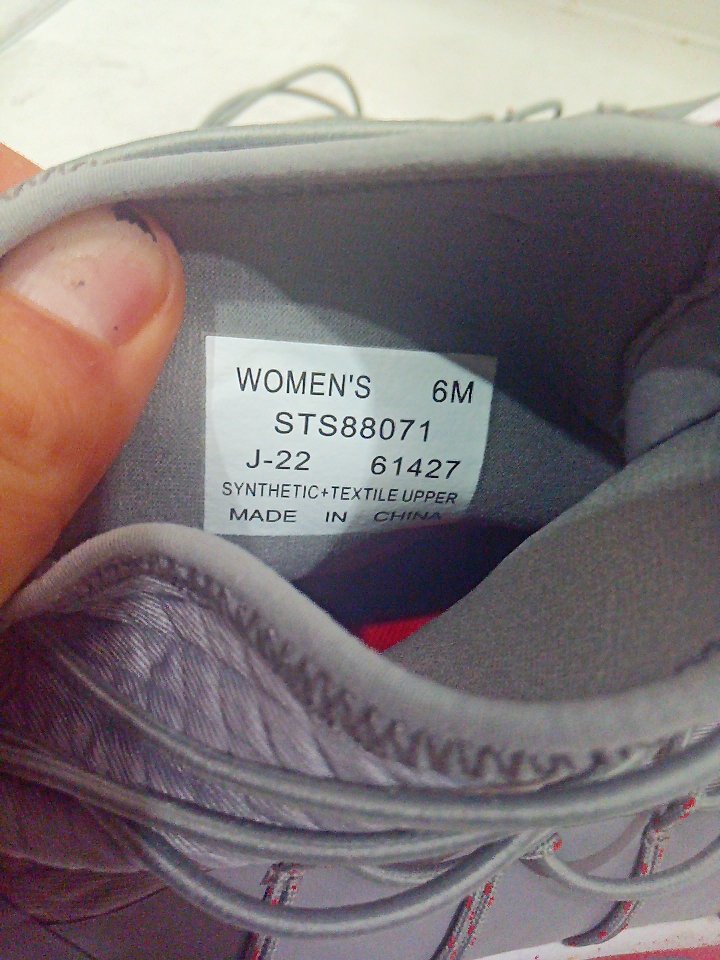 WOMEN'S 6M
STS88071
J-22 61427
SYNTHETIC+TEXTILE UPPER
MADE IN CHINA